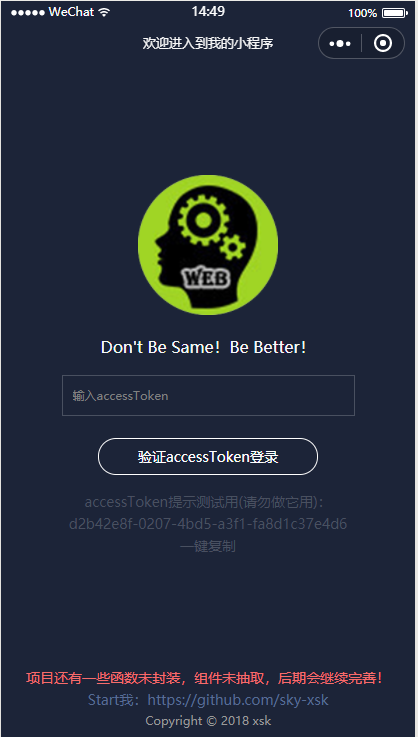 WeChat 14:49 100%
欢迎进入到我的小程序
WEB
Don't Be Same！Be Better！
输入accessToken
验证accessToken登录
accessToken提示测试用(请勿做它用)：
d2b42e8f-0207-4bd5-a3f1-fa8d1c37e4d6
一键复制
项目还有一些函数未封装，组件未抽取，后期会继续完善！
Start我：https://github.com/sky-xsk
Copyright © 2018 xsk